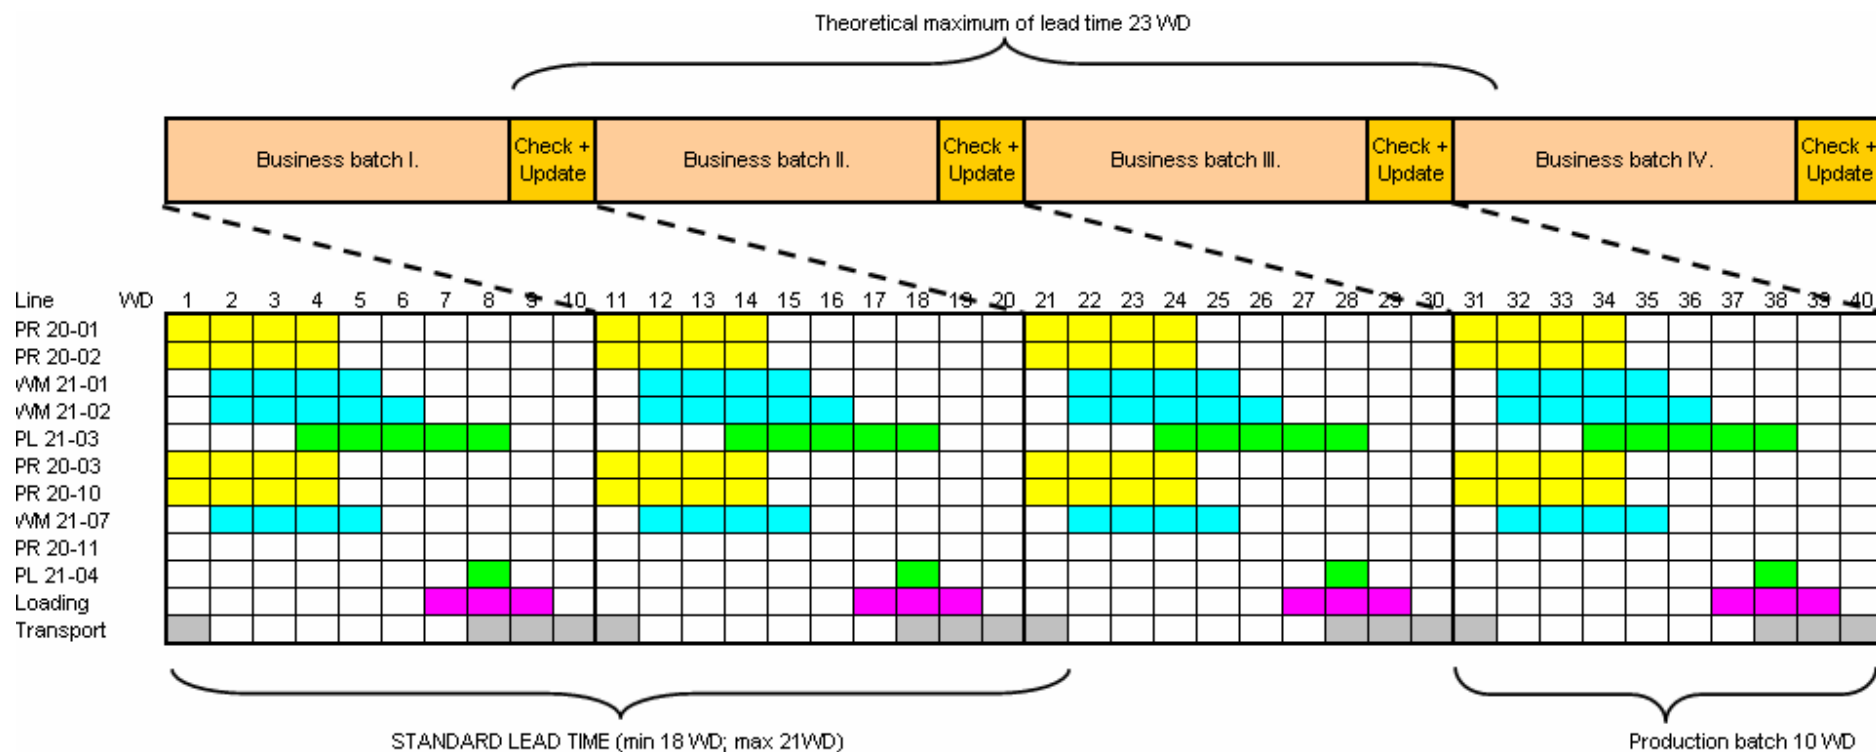 Theoretical maximum of lead time 23 WD
Business batch I.
Check +
Update
Business batch II.
Check +
Update
Business batch III.
Check +
Update
Business batch IV.
Check +
Update
Line WD 1 2 3 4 5 6 7 8 9 10 11 12 13 14 15 16 17 18 19 20 21 22 23 24 25 26 27 28 29 30 31 32 33 34 35 36 37 38 39 40
PR 20-01
PR 20-02
WM 21-01
WM 21-02
PL 21-03
PR 20-03
PR 20-10
WM 21-07
PR 20-11
PL 21-04
Loading
Transport
STANDARD LEAD TIME (min 18 WD; max 21WD)
Production batch 10 WD